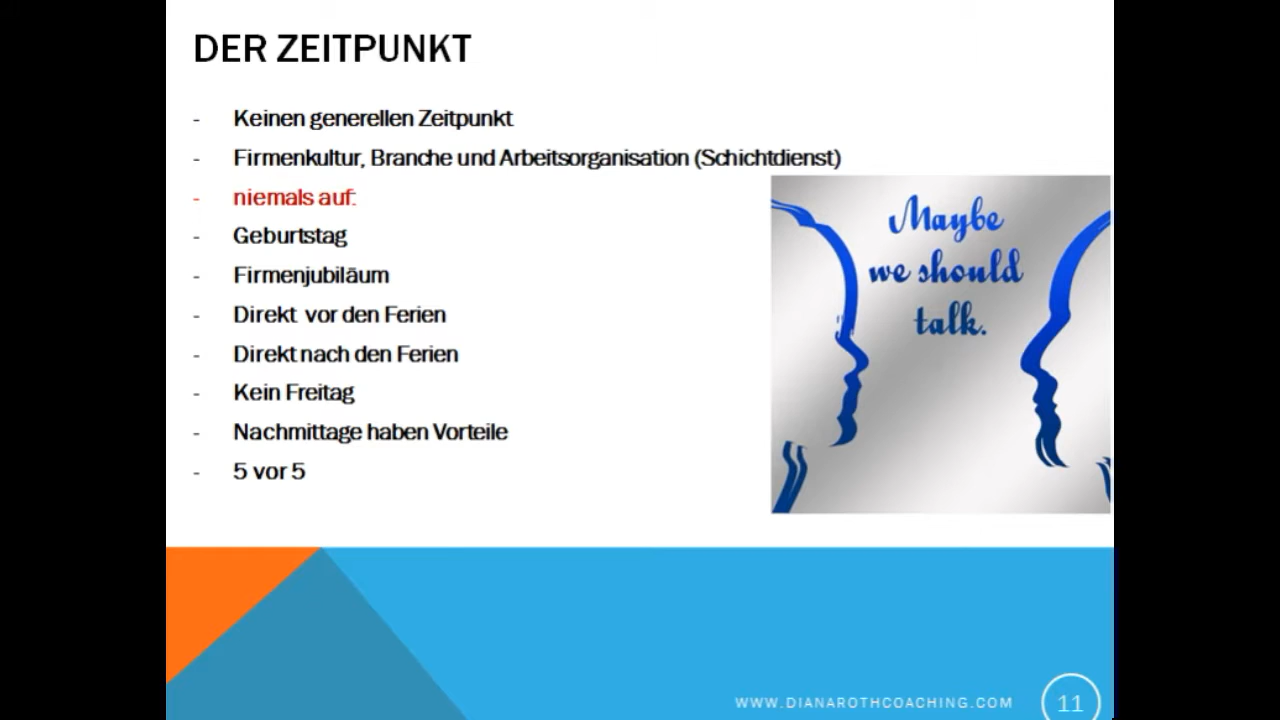 DER ZEITPUNKT
- Keinen generellen Zeitpunkt
- Firmenkultur, Branche und Arbeitsorganisation (Schichtdienst)
- niemals auf:
- Geburtstag
- Firmenjubiläum
- Direkt vor den Ferien
- Direkt nach den Ferien
- Kein Freitag
- Nachmittage haben Vorteile
- 5 vor 5
Maybe
we should
talk.
WWW.DIANAROTHCOACHING.COM
11